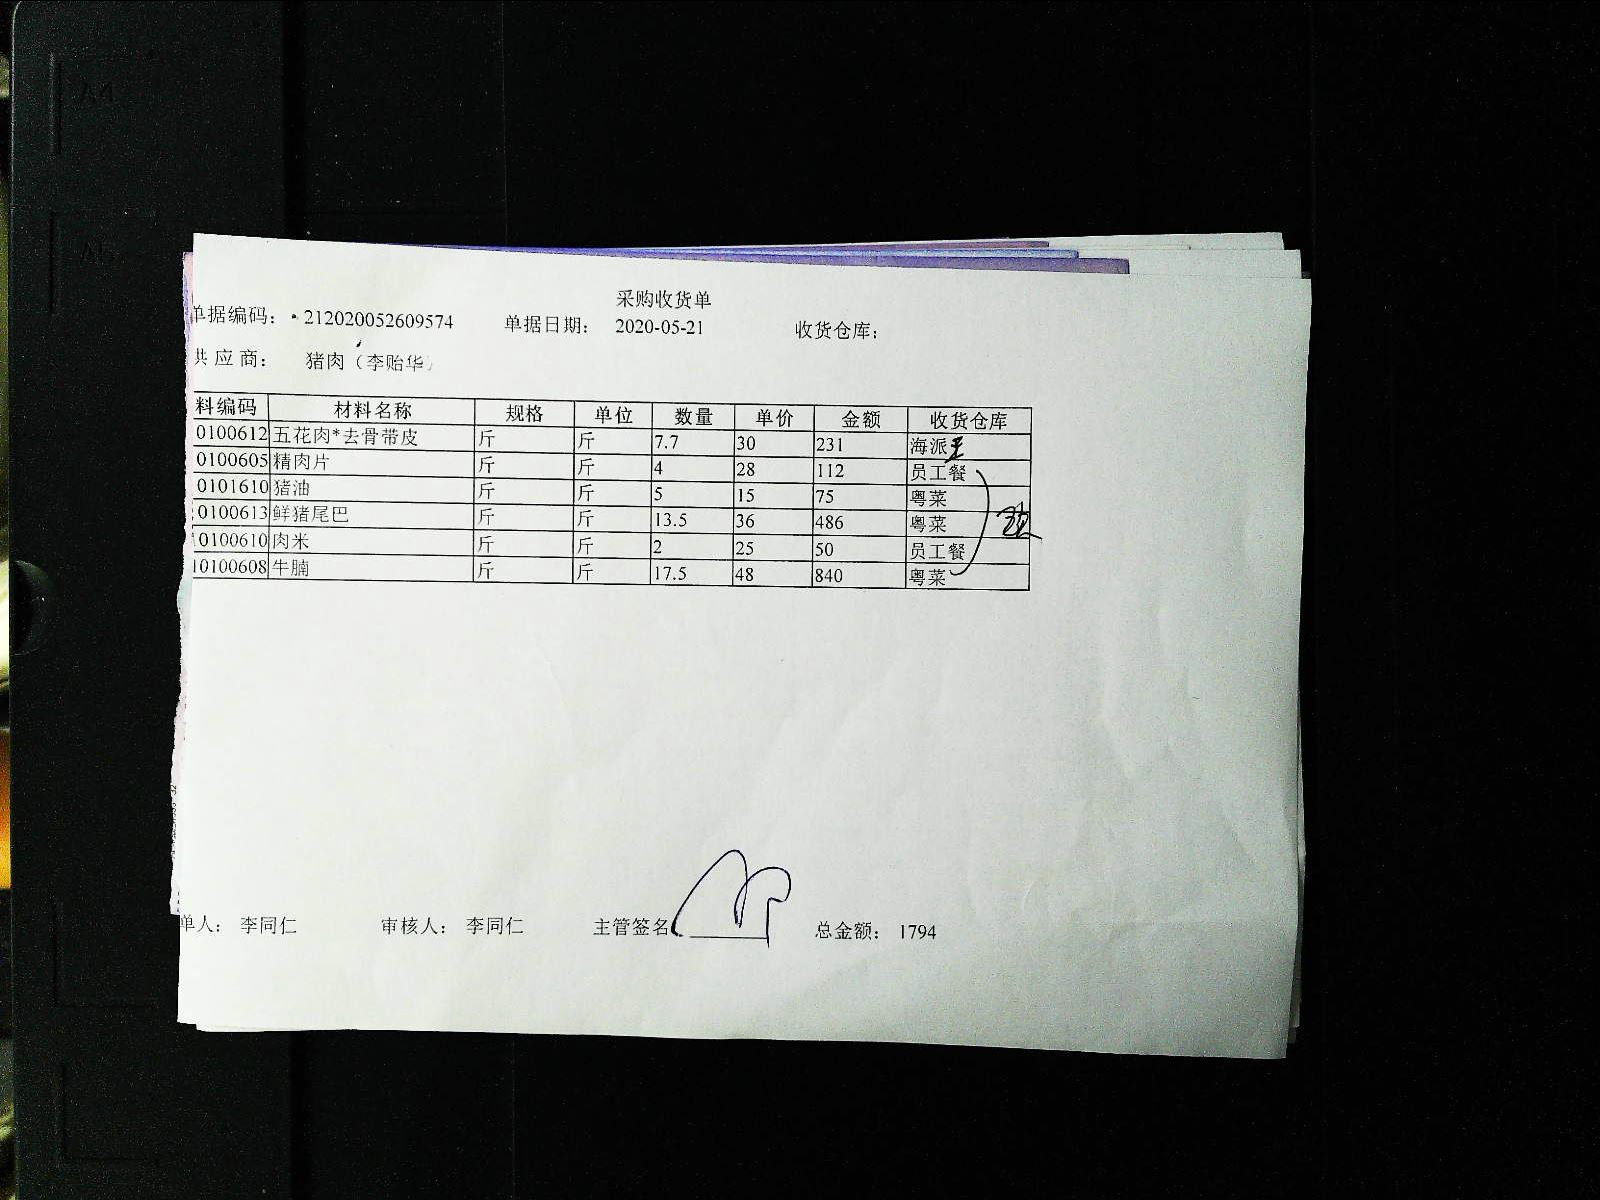 采购收货单
单据编码： 212020052609574 单据日期： 2020-05-21 收货仓库：
供应商： 猪肉（李贻华）
料编码 材料名称 规格 单位 数量 单价 金额 收货仓库
0100612 五花肉*去骨带皮 斤 斤 7.7 30 231 海派
0100605 精肉片 斤 斤 4 28 112 员工餐
0101610 猪油 斤 斤 5 15 75 粤菜
0100613 鲜猪尾巴 斤 斤 13.5 36 486 粤菜
0100610 肉米 斤 斤 2 25 50 员工餐
10100608 牛腩 斤 斤 17.5 48 840 粤菜
单人： 李同仁 审核人： 李同仁 主管签名 总金额： 1794